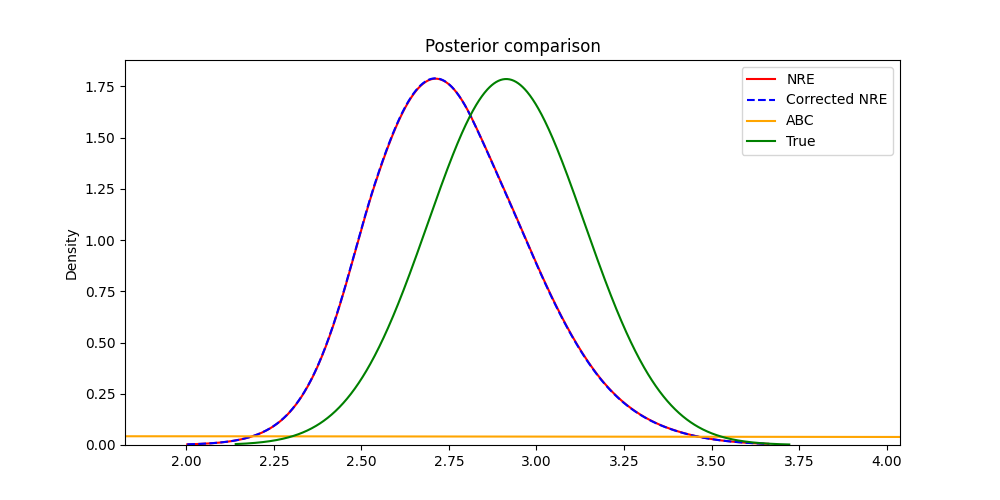 Posterior comparison
NRE
Corrected NRE
ABC
True
Density
1.75
1.50
1.25
1.00
0.75
0.50
0.25
0.00
2.00 2.25 2.50 2.75 3.00 3.25 3.50 3.75 4.00